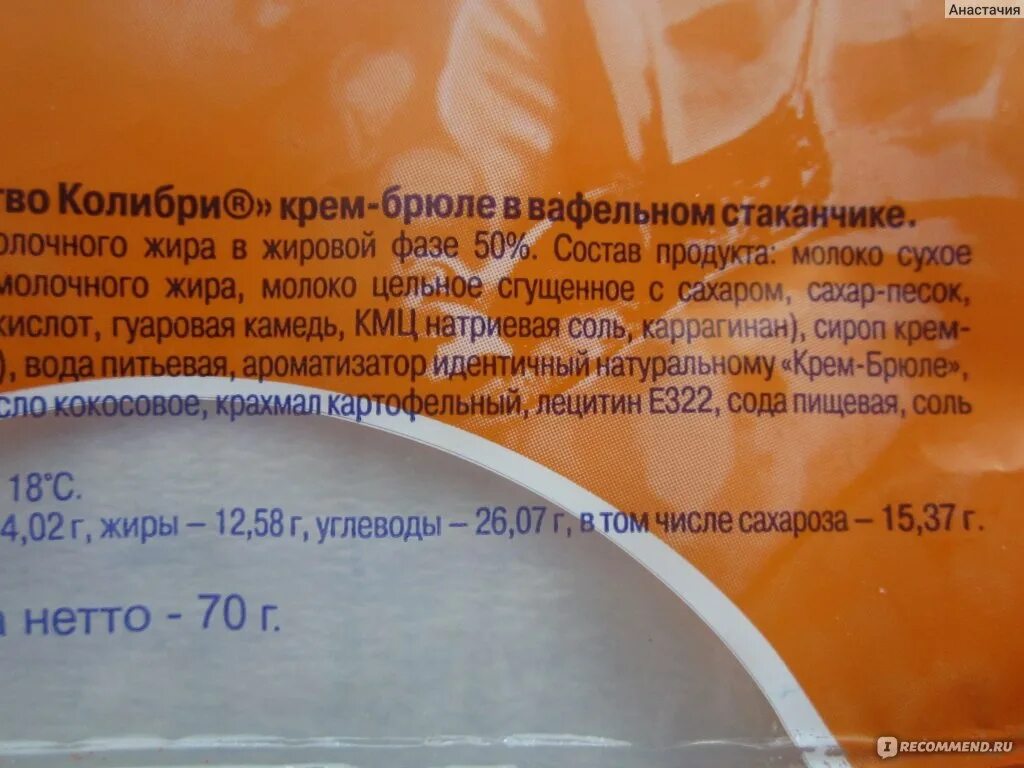 Анастачия
тво Колибри®» крем-брюле в вафельном стаканчике.
олочного жира в жировой фазе 50%. Состав продукта: молоко сухое
молочного жира, молоко цельное сгущенное с сахаром, сахар-песок,
кислот, гуаровая камедь, КМЦ натриевая соль, каррагинан), сироп крем-
), вода питьевая, ароматизатор идентичный натуральному «Крем-Брюле»,
сло кокосовое, крахмал картофельный, лецитин Е322, сода пищевая, соль
18°С.
4,02 г, жиры – 12,58 г, углеводы – 26,07 г, в том числе сахароза – 15,37 г.
а нетто - 70 г.
IRECOMMEND.RU